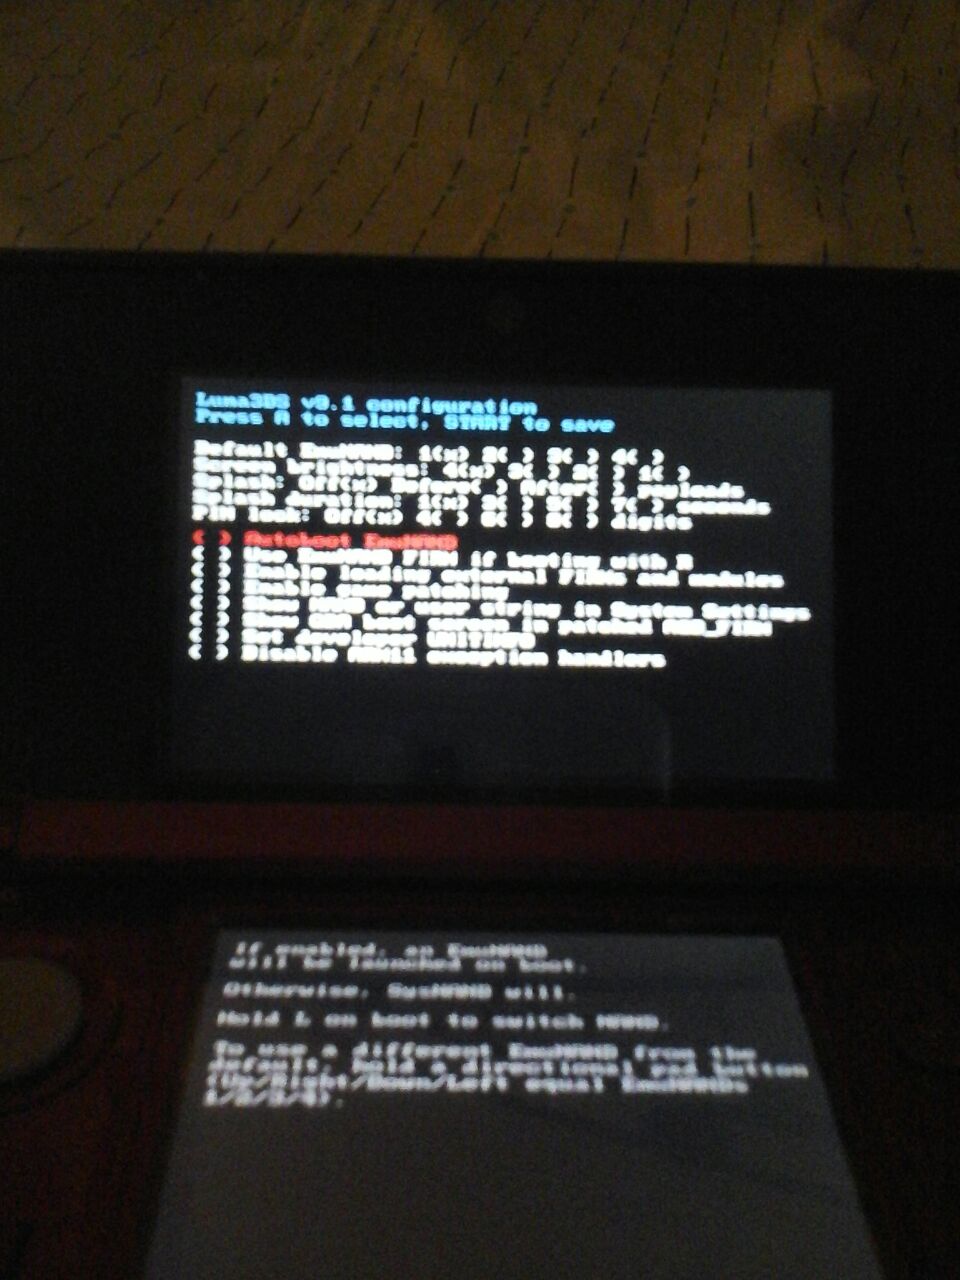 Luma3DS v8.1 configuration
Press A to select, START to save
Default EmuNAND: 1(x) 2( ) 3( ) 4( )
Screen brightness: 4(x) 3( ) 2( ) 1( )
Splash: Off(x) Before( ) After( ) payloads
Splash duration: 1(x) 3( ) 5( ) 7( ) seconds
PIN lock: Off(x) 4( ) 6( ) 8( ) digits
( ) Autoboot EmuNAND
( ) Use EmuNAND FIRM if booting with R
( ) Enable loading external FIRMs and modules
( ) Enable game patching
( ) Show NAND or user string in System Settings
( ) Show GBA boot screen in patched AGB_FIRM
( ) Set developer UNITINFO
( ) Disable ARM11 exception handlers
If enabled, an EmuNAND
will be launched on boot.
Otherwise, SysNAND will.
Hold L on boot to switch NAND.
To use a different EmuNAND from the
default, hold a directional pad button
(Up/Right/Down/Left equal EmuNANDs
1/2/3/4).